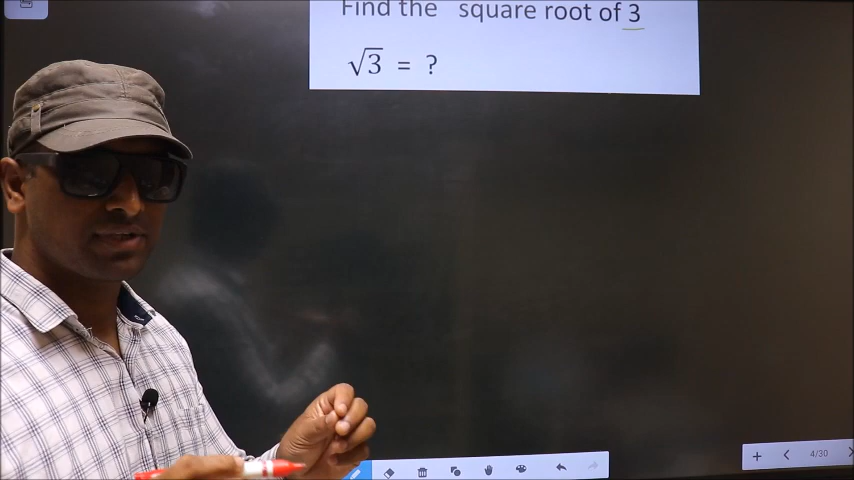 Find the square root of 3
√3 = ?
4/30